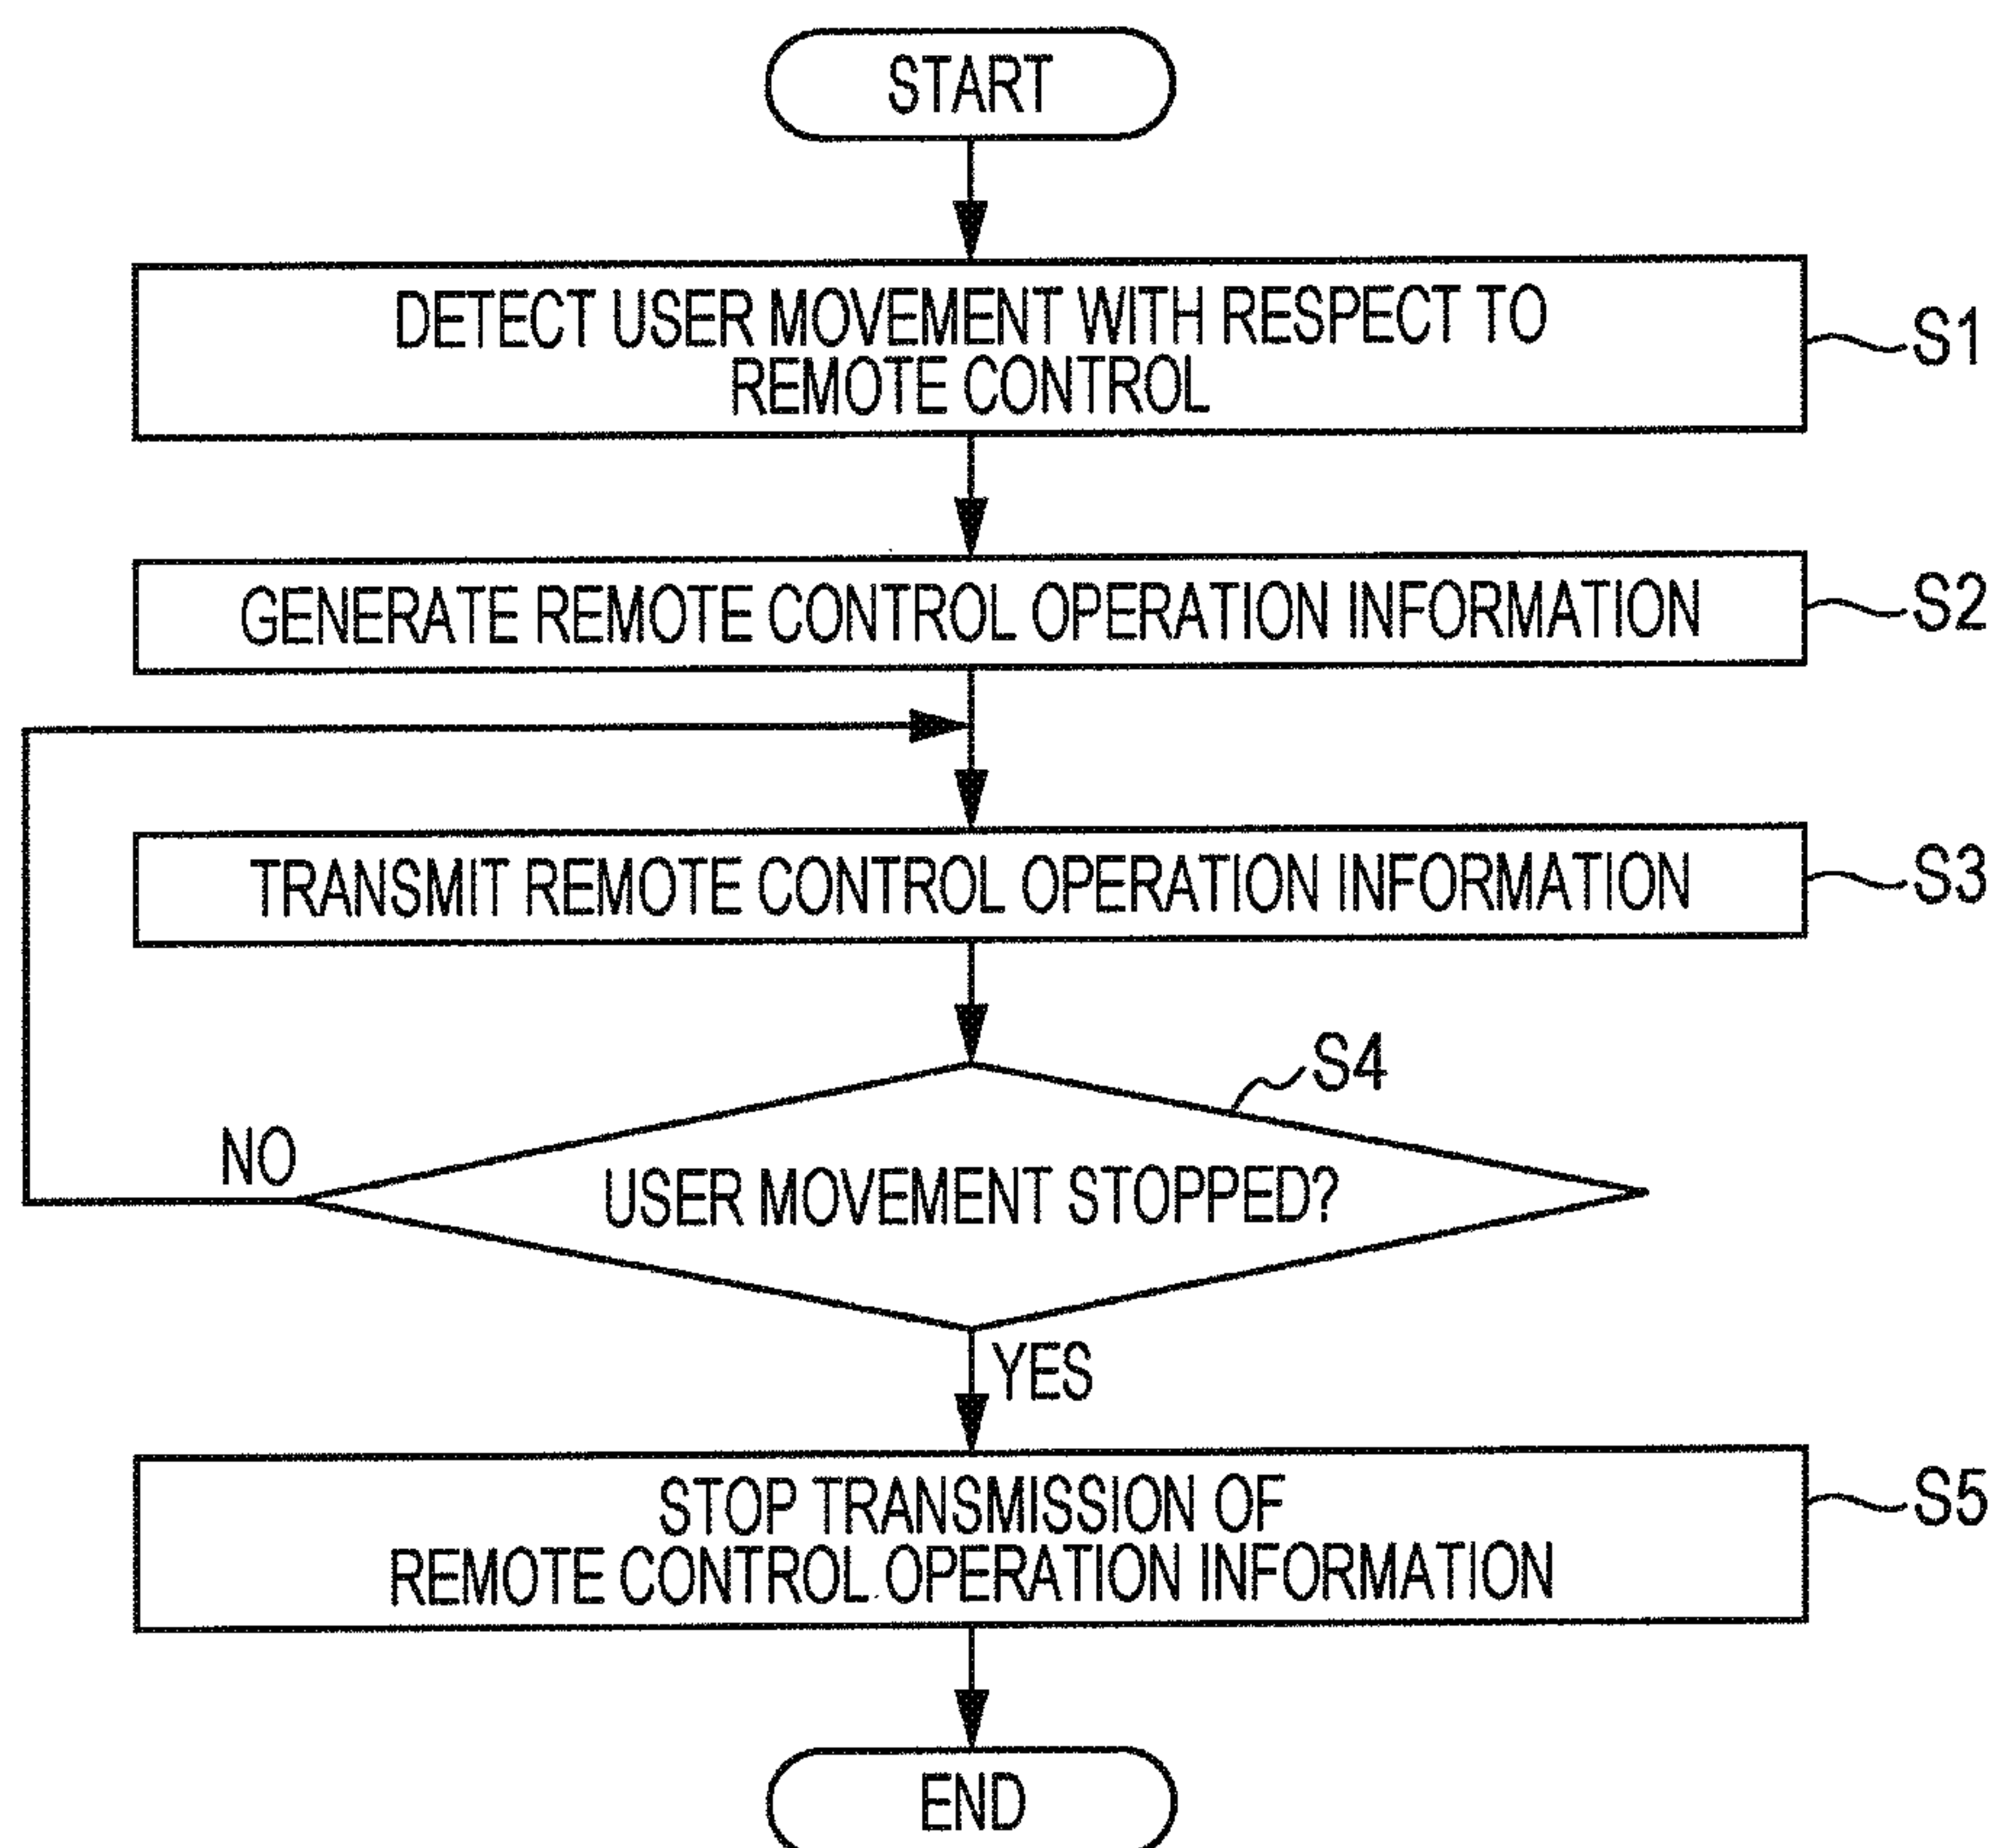 START
DETECT USER MOVEMENT WITH RESPECT TO
REMOTE CONTROL
S1
GENERATE REMOTE CONTROL OPERATION INFORMATION
S2
TRANSMIT REMOTE CONTROL OPERATION INFORMATION
S3
S4
NO
USER MOVEMENT STOPPED?
YES
STOP TRANSMISSION OF
REMOTE CONTROL OPERATION INFORMATION
S5
END